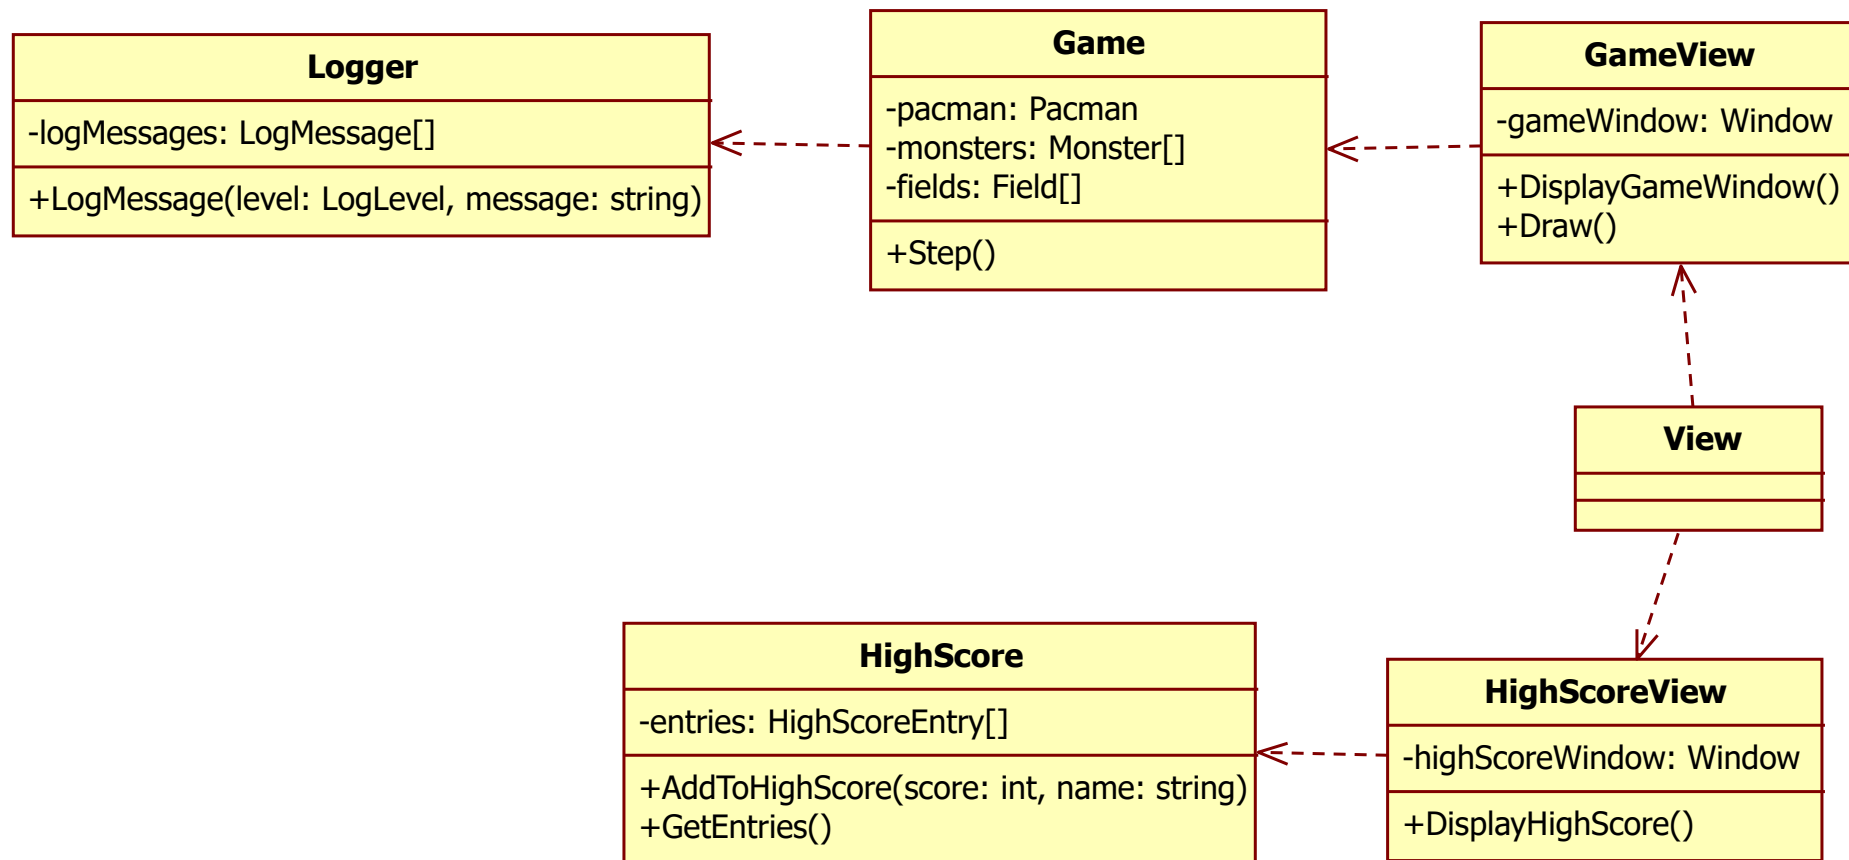 Logger
-logMessages: LogMessage[]
+LogMessage(level: LogLevel, message: string)
Game
-pacman: Pacman
-monsters: Monster[]
-fields: Field[]
+Step()
GameView
-gameWindow: Window
+DisplayGameWindow()
+Draw()
View
HighScore
-entries: HighScoreEntry[]
+AddToHighScore(score: int, name: string)
+GetEntries()
HighScoreView
-highScoreWindow: Window
+DisplayHighScore()